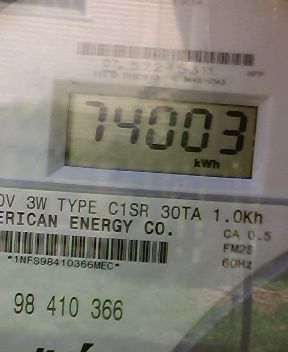 74003
kWh
0V 3W TYPE C1SR 30TA 1.0Kh
ERICAN ENERGY CO.
CA 0.5
FM2S
60Hz
*1NFS98410366MEC*
98 410 366